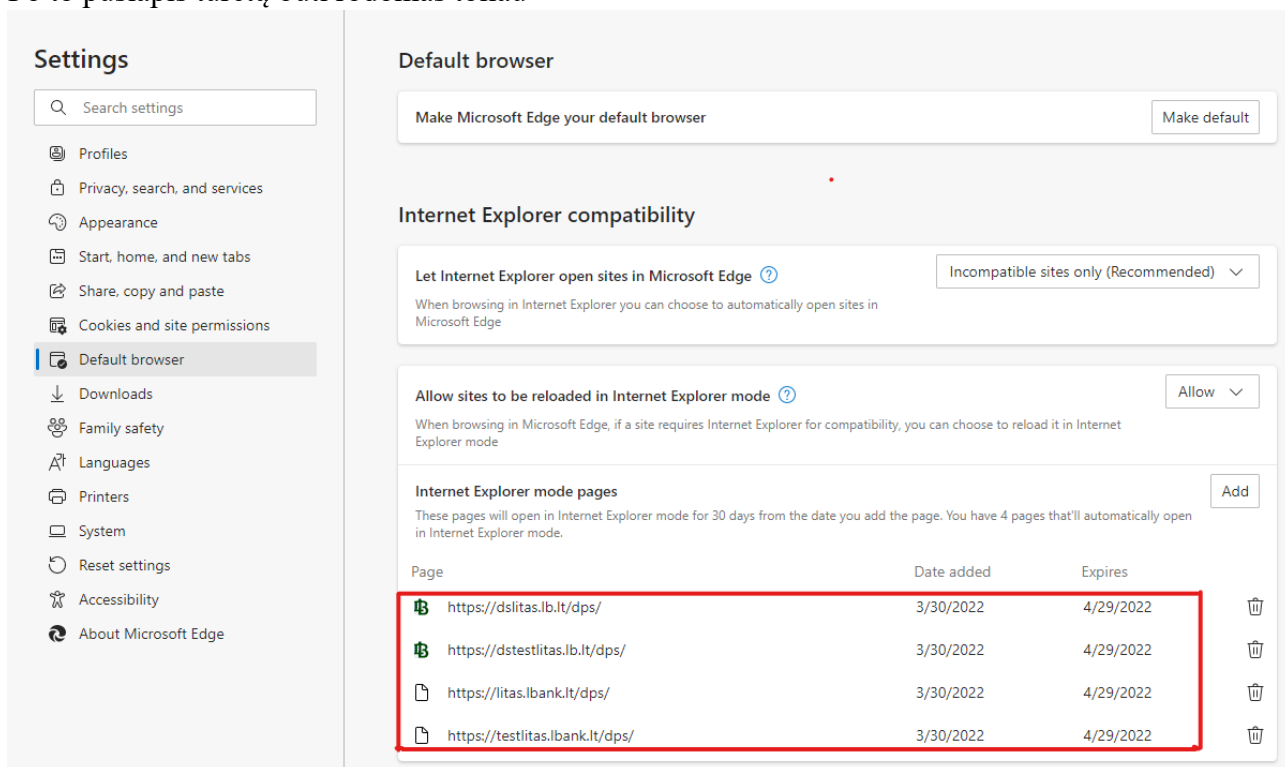 Settings
Search settings
Profiles
Privacy, search, and services
Appearance
Start, home, and new tabs
Share, copy and paste
Cookies and site permissions
Default browser
Downloads
Family safety
Languages
Printers
System
Reset settings
Accessibility
About Microsoft Edge
Default browser
Make Microsoft Edge your default browser
Make default
Internet Explorer compatibility
Let Internet Explorer open sites in Microsoft Edge
Incompatible sites only (Recommended)
When browsing in Internet Explorer you can choose to automatically open sites in
Microsoft Edge
Allow sites to be reloaded in Internet Explorer mode
Allow
When browsing in Microsoft Edge, if a site requires Internet Explorer for compatibility, you can choose to reload it in Internet
Explorer mode
Internet Explorer mode pages
Add
These pages will open in Internet Explorer mode for 30 days from the date you add the page. You have 4 pages that'll automatically open
in Internet Explorer mode.
Page Date added Expires
https://dslitas.lb.lt/dps/ 3/30/2022 4/29/2022
https://dstestlitas.lb.lt/dps/ 3/30/2022 4/29/2022
https://litas.lbank.lt/dps/ 3/30/2022 4/29/2022
https://testlitas.lbank.lt/dps/ 3/30/2022 4/29/2022